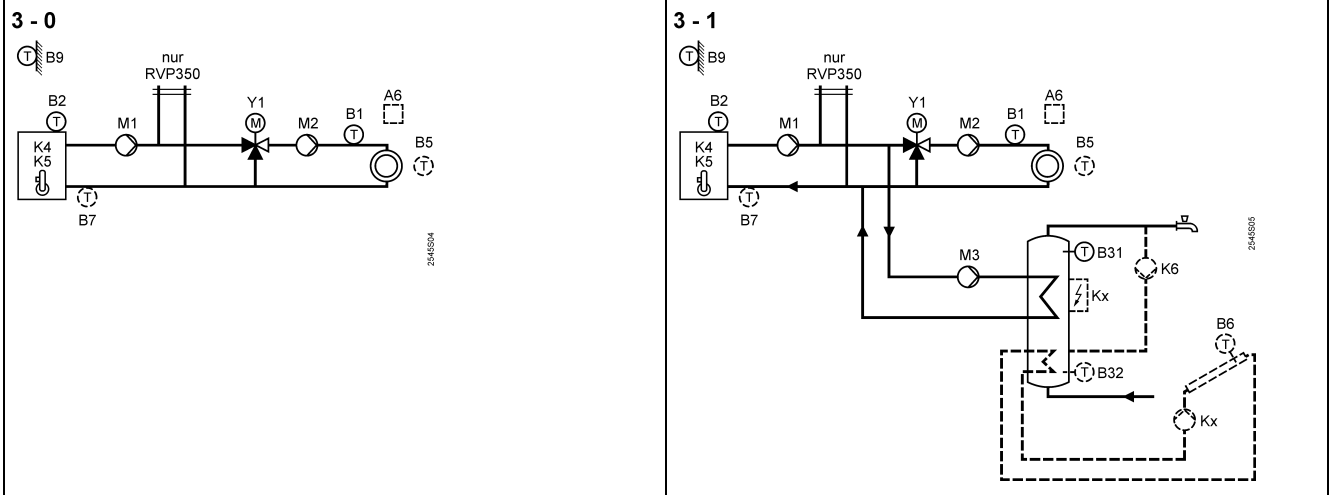 3 - 0
T B9
nur
RVP350
B2
T
M1
Y1
M
M2
B1
T
A6
K4
K5
B5
T
T
B7
2545S04
3 - 1
T B9
nur
RVP350
B2
T
M1
Y1
M
M2
B1
T
A6
K4
K5
B5
T
T
B7
2545S05
M3
T B31
K6
Kx
B6
T
T B32
Kx